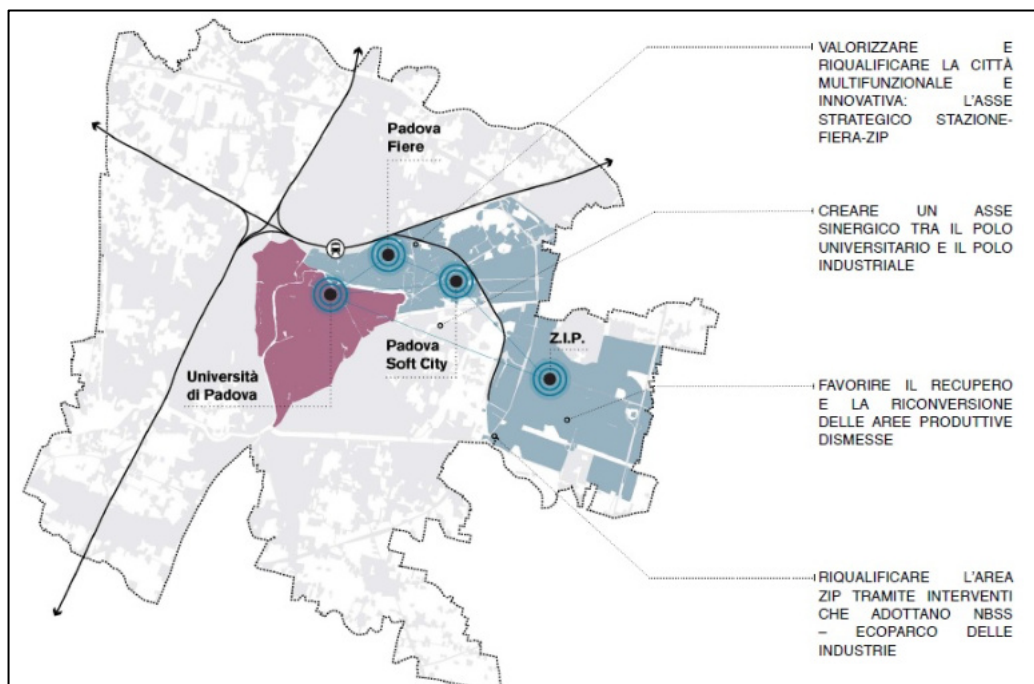 VALORIZZARE E
RIQUALIFICARE LA CITTÀ
MULTIFUNZIONALE E
INNOVATIVA: L'ASSE
STRATEGICO STAZIONE-
FIERA-ZIP
Padova
Fiere
CREARE UN ASSE
SINERGICO TRA IL POLO
UNIVERSITARIO E IL POLO
INDUSTRIALE
Z.I.P.
Padova
Soft City
Università
di Padova
FAVORIRE IL RECUPERO
E LA RICONVERSIONE
DELLE AREE PRODUTTIVE
DISMESSE
RIQUALIFICARE L'AREA
ZIP TRAMITE INTERVENTI
CHE ADOTTANO NBSS
– ECOPARCO DELLE
INDUSTRIE